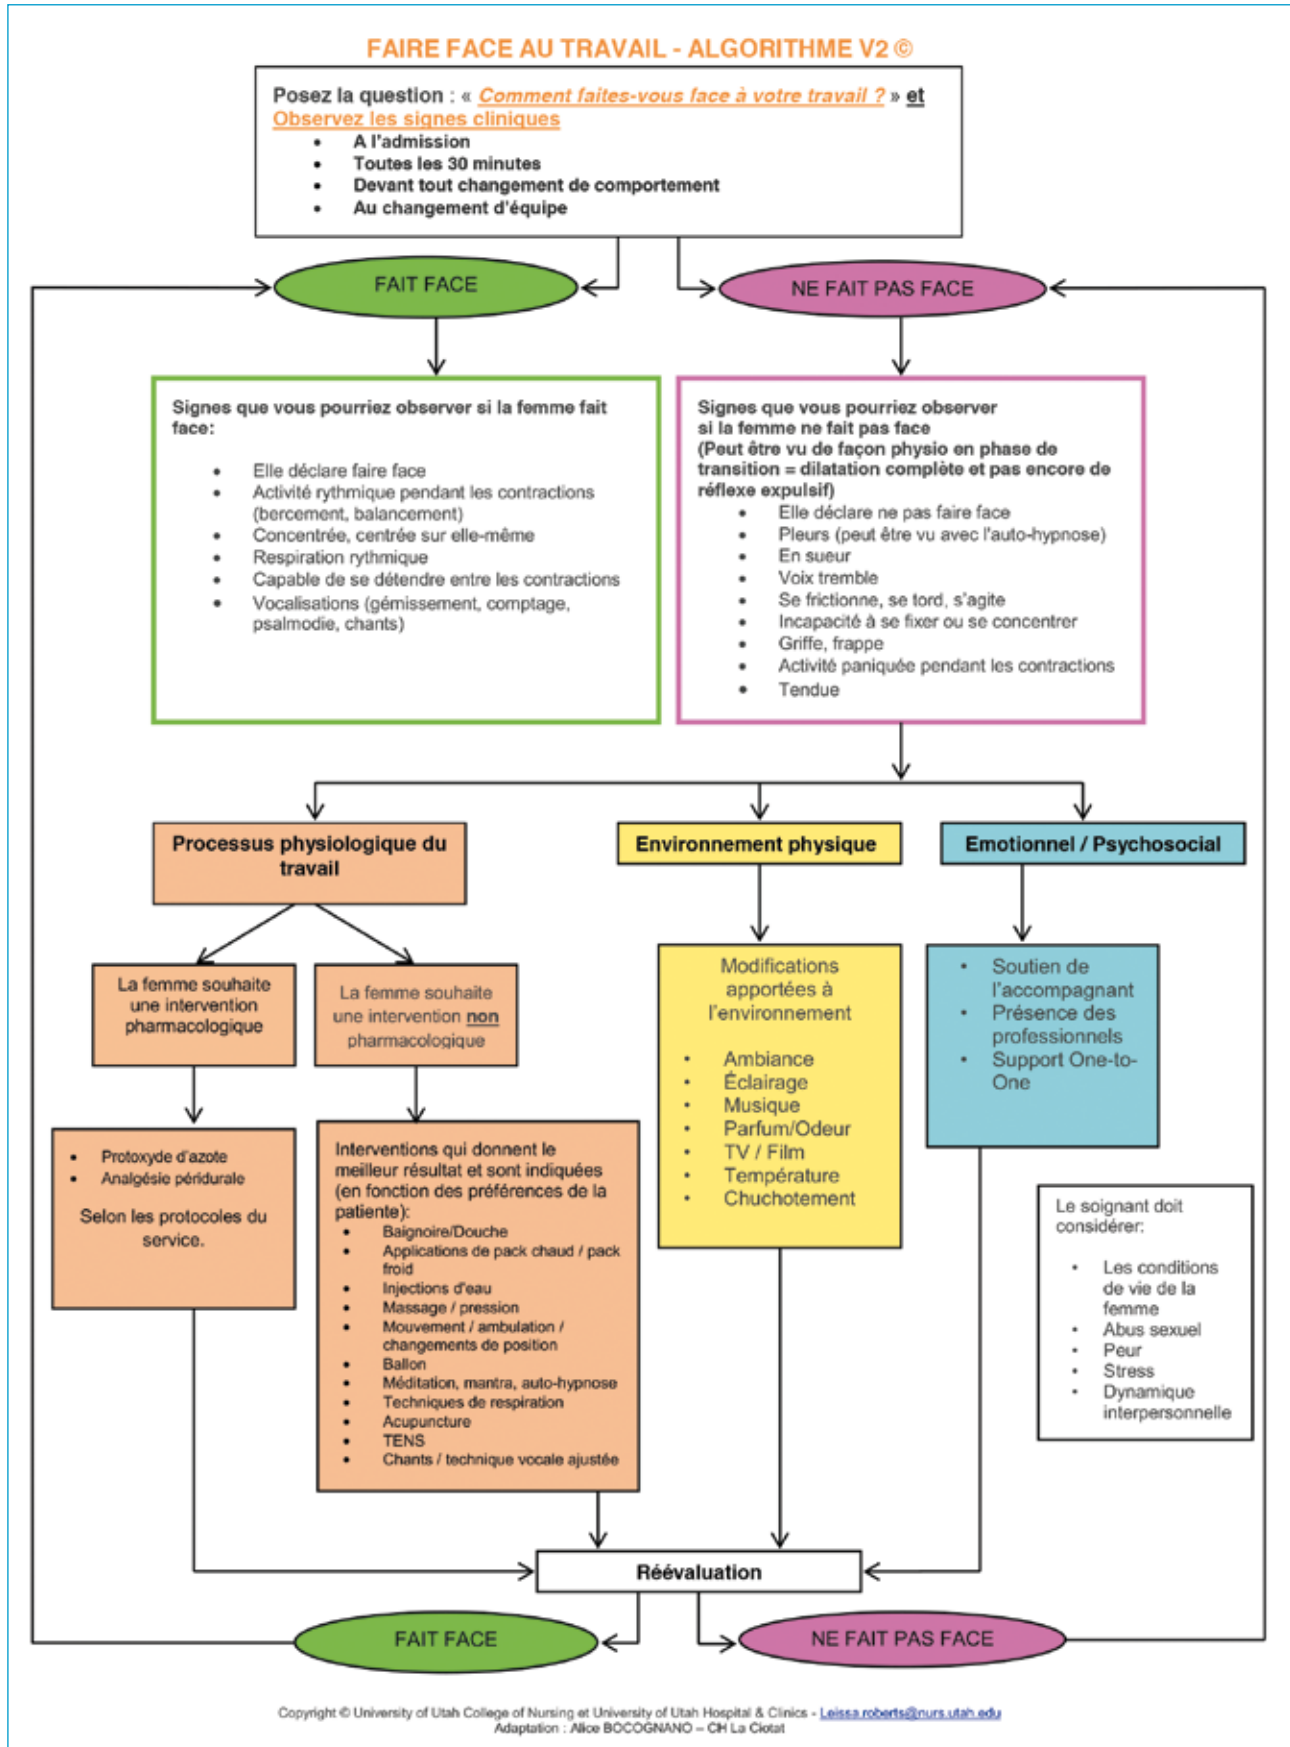 FAIRE FACE AU TRAVAIL - ALGORITHME V2 ©
Posez la question : « Comment faites-vous face à votre travail ? » et
Observez les signes cliniques
• A l'admission
• Toutes les 30 minutes
• Devant tout changement de comportement
• Au changement d'équipe
FAIT FACE
NE FAIT PAS FACE
Signes que vous pourriez observer si la femme fait
face:
• Elle déclare faire face
• Activité rythmique pendant les contractions
(bercement, balancement)
• Concentrée, centrée sur elle-même
• Respiration rythmique
• Capable de se détendre entre les contractions
• Vocalisations (gémissement, comptage,
psalmodie, chants)
Signes que vous pourriez observer
si la femme ne fait pas face
(Peut être vu de façon physio en phase de
transition = dilatation complète et pas encore de
réflexe expulsif)
• Elle déclare ne pas faire face
• Pleurs (peut être vu avec l'auto-hypnose)
• En sueur
• Voix tremble
• Se frictionne, se tord, s'agite
• Incapacité à se fixer ou se concentrer
• Griffe, frappe
• Activité paniquée pendant les contractions
• Tendue
Processus physiologique du
travail
Environnement physique
Emotionnel / Psychosocial
La femme souhaite
une intervention
pharmacologique
La femme souhaite
une intervention non
pharmacologique
• Protoxyde d'azote
• Analgésie péridurale
Selon les protocoles du
service.
Interventions qui donnent le
meilleur résultat et sont indiquées
(en fonction des préférences de la
patiente):
• Baignoire/Douche
• Applications de pack chaud / pack
froid
• Injections d'eau
• Massage / pression
• Mouvement / ambulation /
changements de position
• Ballon
• Méditation, mantra, auto-hypnose
• Techniques de respiration
• Acupuncture
• TENS
• Chants / technique vocale ajustée
Modifications
apportées à
l'environnement
• Ambiance
• Éclairage
• Musique
• Parfum/Odeur
• TV / Film
• Température
• Chuchotement
• Soutien de
l'accompagnant
• Présence des
professionnels
• Support One-to-
One
Le soignant doit
considérer:
• Les conditions
de vie de la
femme
• Abus sexuel
• Peur
• Stress
• Dynamique
interpersonnelle
Réévaluation
FAIT FACE
NE FAIT PAS FACE
Copyright © University of Utah College of Nursing et University of Utah Hospital & Clinics - Leissa.roberts@nurs.utah.edu
Adaptation : Alice BOCOGNANO – CH La Ciotat